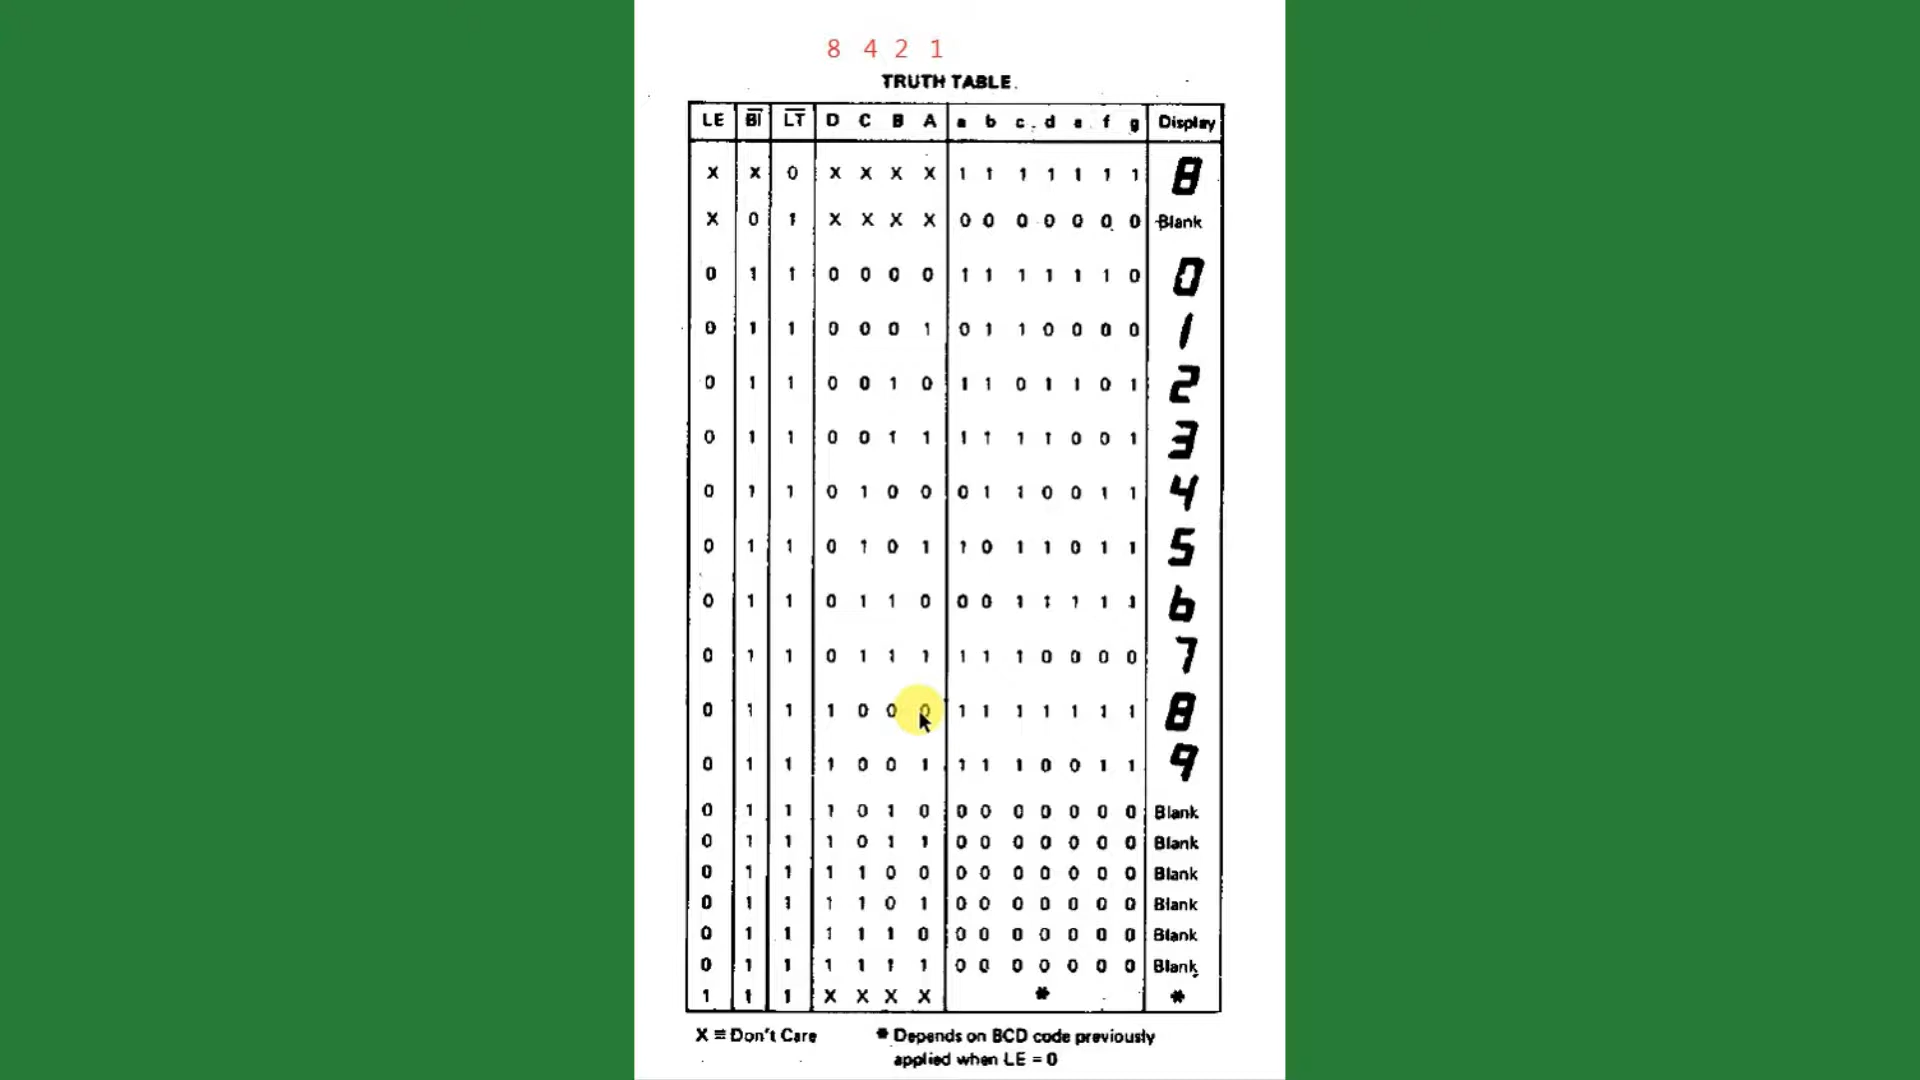 8 4 2 1
TRUTH TABLE
LE BI LT D C B A a b c d e f g Display
X X 0 X X X X 1 1 1 1 1 1 1 8
X 0 1 X X X X 0 0 0 0 0 0 0 Blank
0 1 1 0 0 0 0 1 1 1 1 1 1 0 0
0 1 1 0 0 0 1 0 1 1 0 0 0 0 1
0 1 1 0 0 1 0 1 1 0 1 1 0 1 2
0 1 1 0 0 1 1 1 1 1 1 0 0 1 3
0 1 1 0 1 0 0 0 1 1 0 0 1 1 4
0 1 1 0 1 0 1 1 0 1 1 0 1 1 5
0 1 1 0 1 1 0 0 0 1 1 1 1 1 6
0 1 1 0 1 1 1 1 1 1 0 0 0 0 7
0 1 1 1 0 0 0 1 1 1 1 1 1 1 8
0 1 1 1 0 0 1 1 1 1 0 0 1 1 9
0 1 1 1 0 1 0 0 0 0 0 0 0 0 Blank
0 1 1 1 0 1 1 0 0 0 0 0 0 0 Blank
0 1 1 1 1 0 0 0 0 0 0 0 0 0 Blank
0 1 1 1 1 0 1 0 0 0 0 0 0 0 Blank
0 1 1 1 1 1 0 0 0 0 0 0 0 0 Blank
0 1 1 1 1 1 1 0 0 0 0 0 0 0 Blank
1 1 1 X X X X * *
X ≡ Don't Care * Depends on BCD code previously
applied when LE = 0